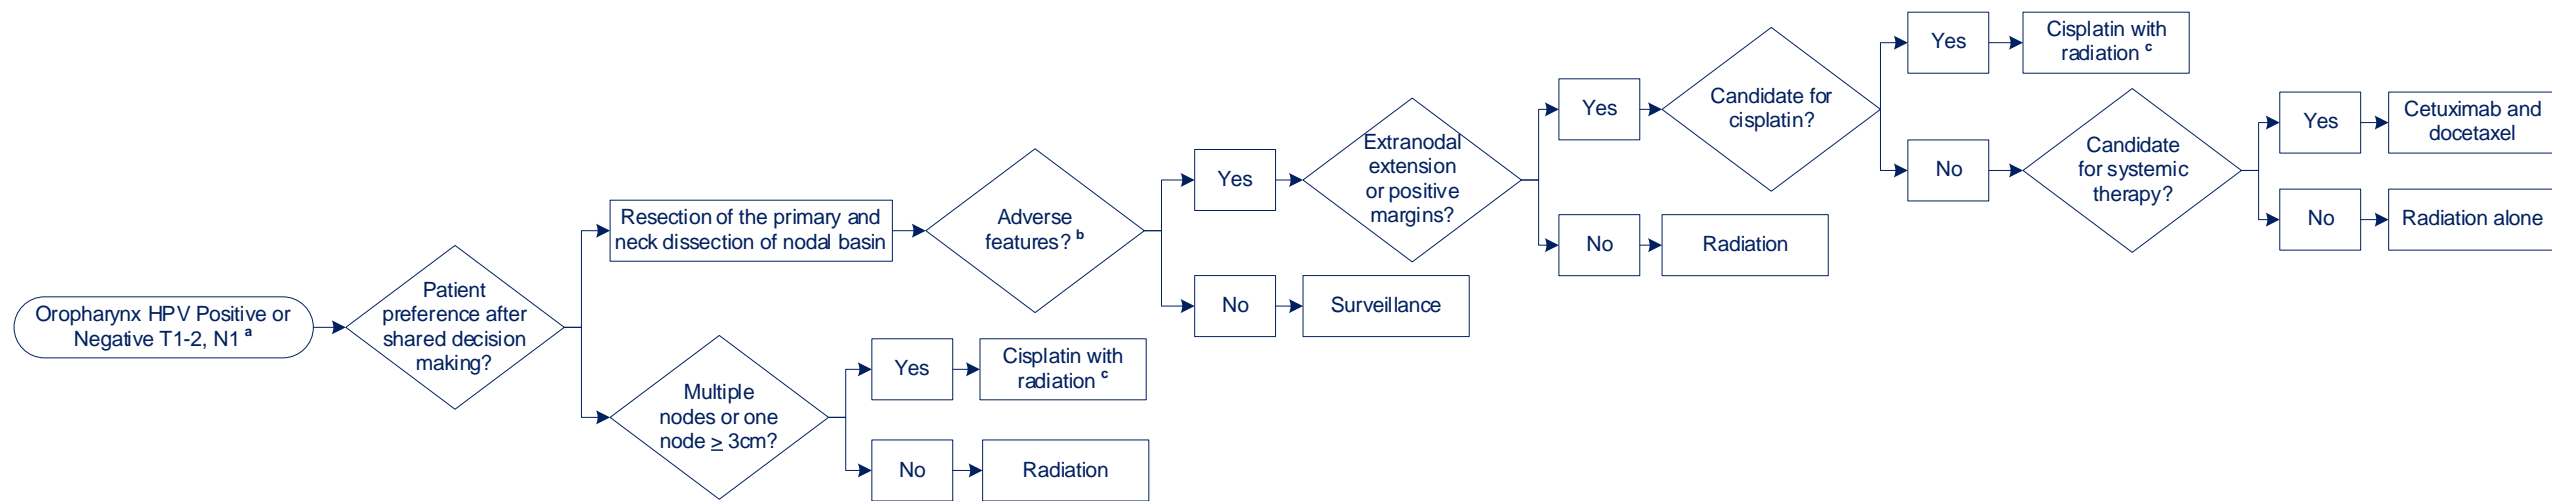 Oropharynx HPV Positive or
Negative T1-2, N1 a
Patient
preference after
shared decision
making?
Resection of the primary and
neck dissection of nodal basin
Adverse
features? b
Yes
Extranodal
extension
or positive
margins?
Yes
Candidate for
cisplatin?
Yes
Cisplatin with
radiation c
No
Candidate
for systemic
therapy?
Yes
Cetuximab and
docetaxel
No
Radiation alone
No
Radiation
No
Surveillance
Multiple
nodes or one
node ≥ 3cm?
Yes
Cisplatin with
radiation c
No
Radiation